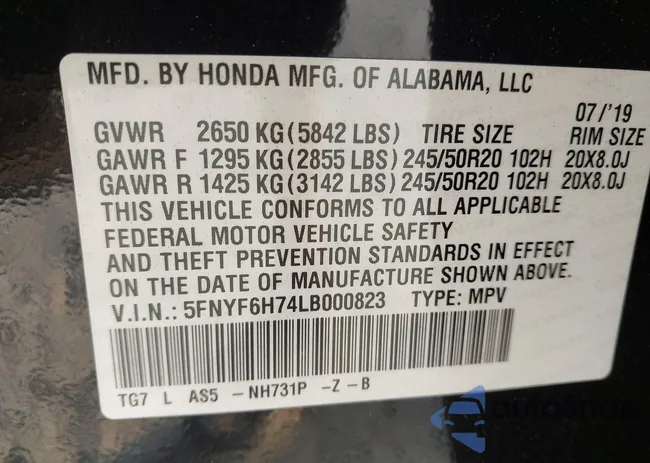 MFD. BY HONDA MFG. OF ALABAMA, LLC
07/'19
GVWR 2650 KG(5842 LBS) TIRE SIZE RIM SIZE
GAWR F 1295 KG(2855 LBS) 245/50R20 102H 20X8.0J
GAWR R 1425 KG(3142 LBS) 245/50R20 102H 20X8.0J
THIS VEHICLE CONFORMS TO ALL APPLICABLE
FEDERAL MOTOR VEHICLE SAFETY
AND THEFT PREVENTION STANDARDS IN EFFECT
ON THE DATE OF MANUFACTURE SHOWN ABOVE.
V.I.N.: 5FNYF6H74LB000823 TYPE: MPV
TG7 L AS5 -NH731P -Z-B